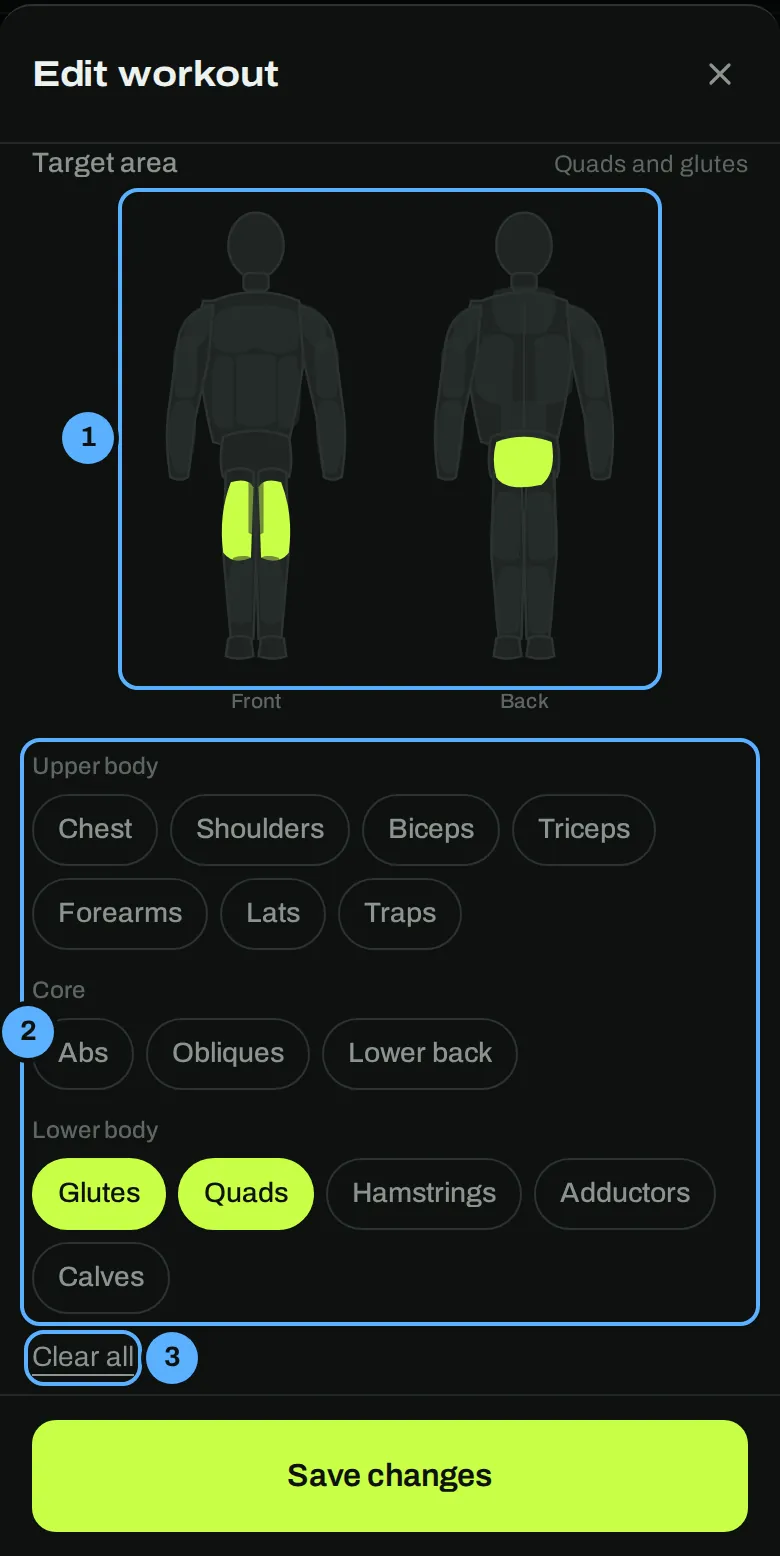 Edit workout
Target area Quads and glutes
1
Front Back
Upper body
Chest Shoulders Biceps Triceps
Forearms Lats Traps
Core
2
Abs Obliques Lower back
Lower body
Glutes Quads Hamstrings Adductors
Calves
Clear all 3
Save changes